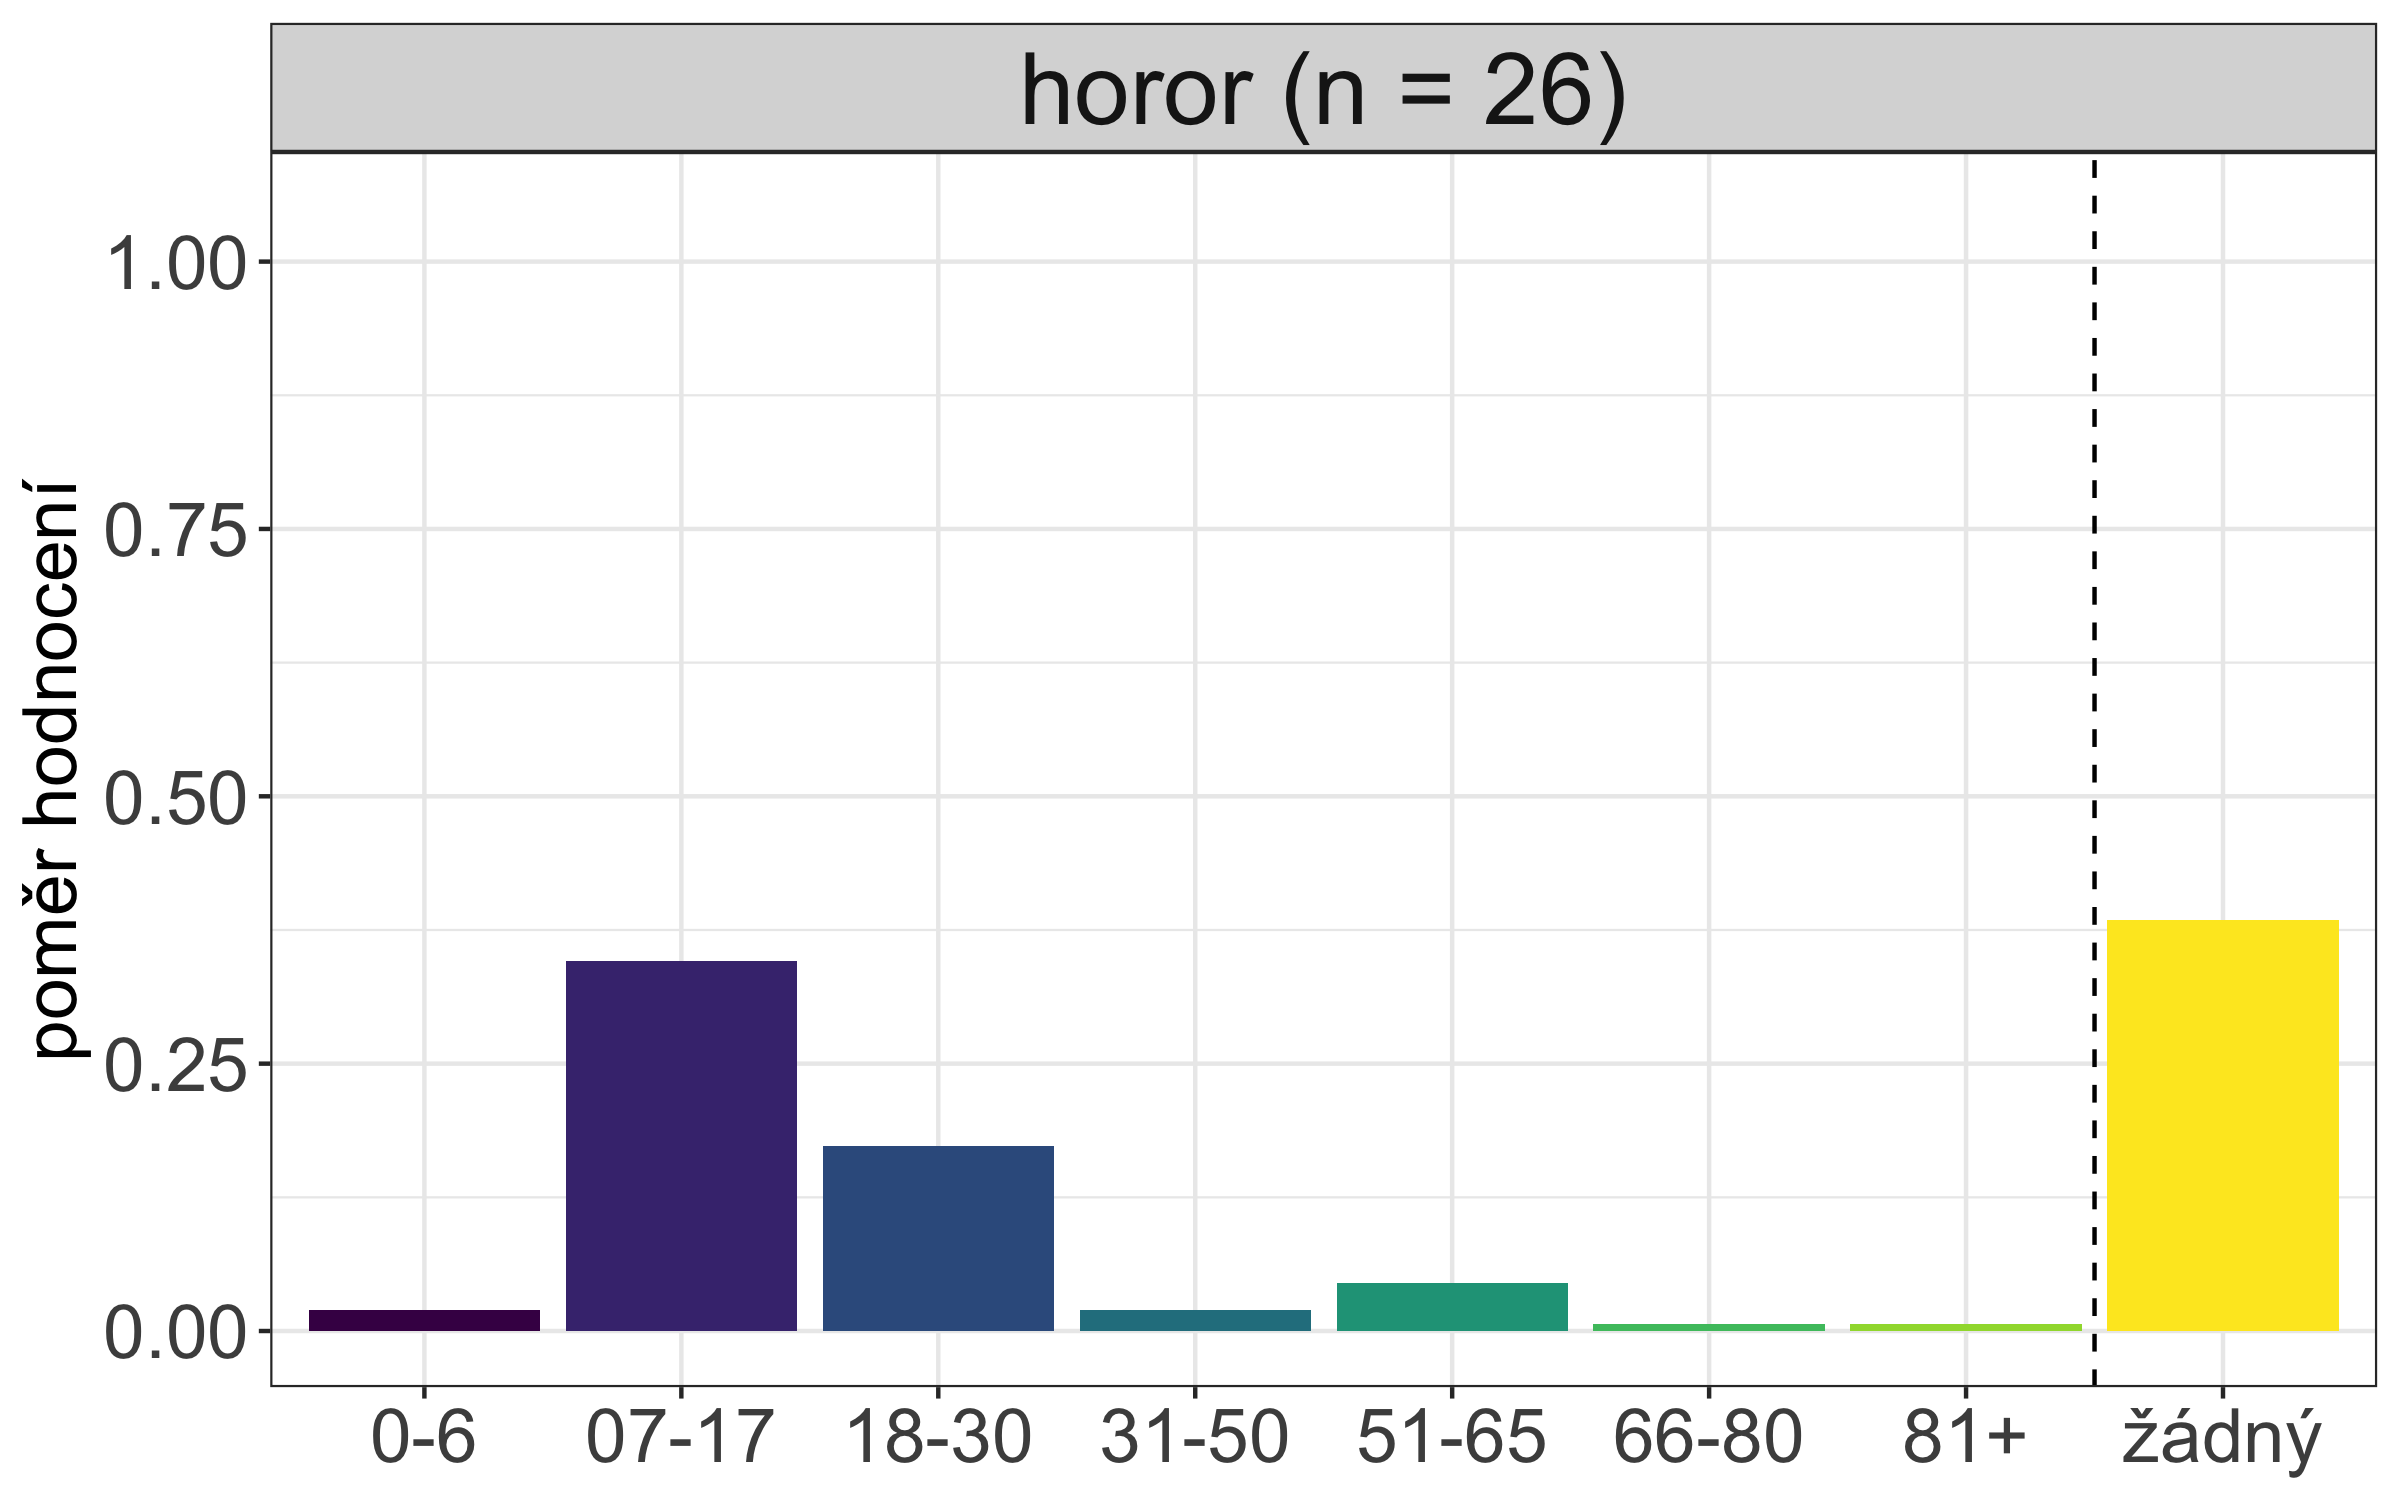 horor (n = 26)
poměr hodnocení
1.00
0.75
0.50
0.25
0.00
0-6 07-17 18-30 31-50 51-65 66-80 81+ žádný